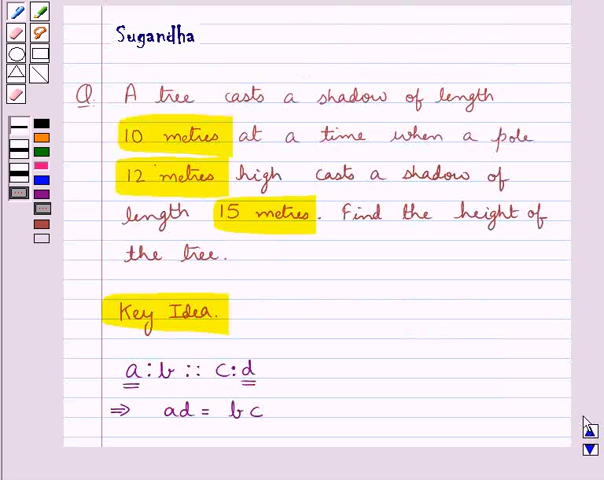 Sugandha
Q. A tree casts a shadow of length
10 metres at a time when a pole
12 metres high casts a shadow of
length 15 metres. Find the height of
the tree.
Key Idea.
a : b :: c : d
⇒ ad = bc